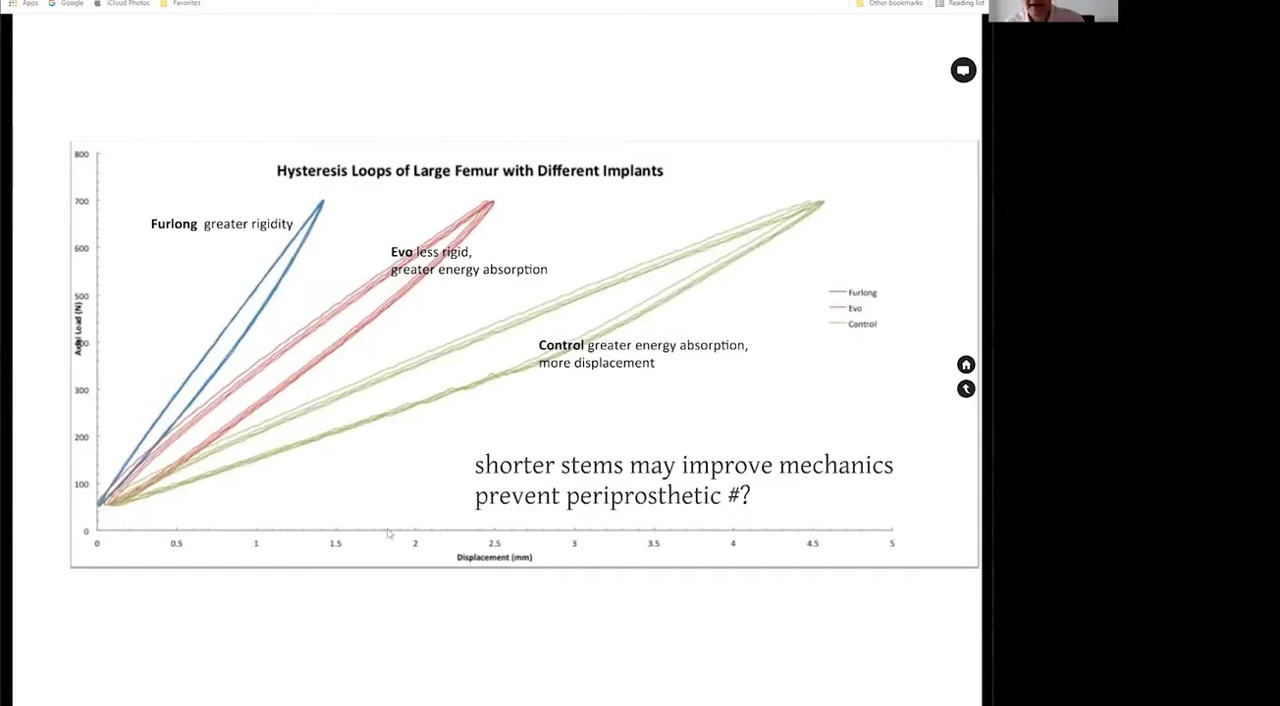 Apps Google iCloud Photos Favorites Other bookmarks Reading list
Hysteresis Loops of Large Femur with Different Implants
Furlong greater rigidity
Evo less rigid,
greater energy absorption
Control greater energy absorption,
more displacement
shorter stems may improve mechanics
prevent periprosthetic #?
Furlong
Evo
Control
Axial Load (N)
800
700
600
500
400
300
200
100
0
0 0.5 1 1.5 2 2.5 3 3.5 4 4.5 5
Displacement (mm)